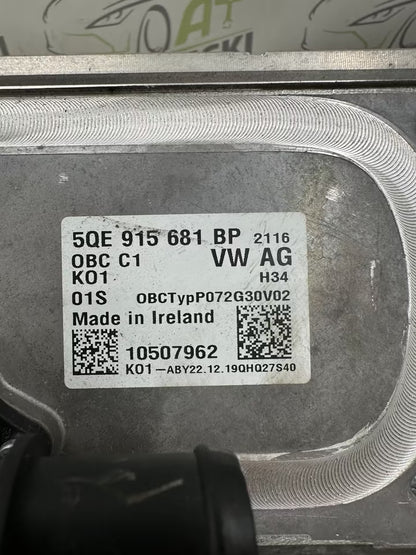 5QE 915 681 BP 2116
OBC C1 VW AG
K01 H34
01S OBCTypP072G30V02
Made in Ireland
10507962
K01-ABY22.12.19QHQ27S40